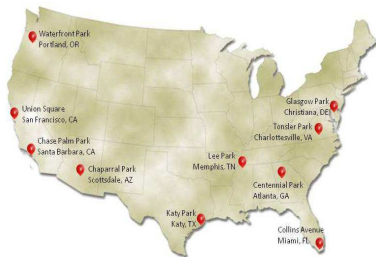 Waterfront Park
Portland, OR
Glasgow Park
Christiana, DE
Union Square
San Francisco, CA
Tonsler Park
Charlottesville, VA
Chase Palm Park
Santa Barbara, CA
Lee Park
Memphis, TN
Chaparral Park
Scottsdale, AZ
Centennial Park
Atlanta, GA
Katy Park
Katy, TX
Collins Avenue
Miami, FL